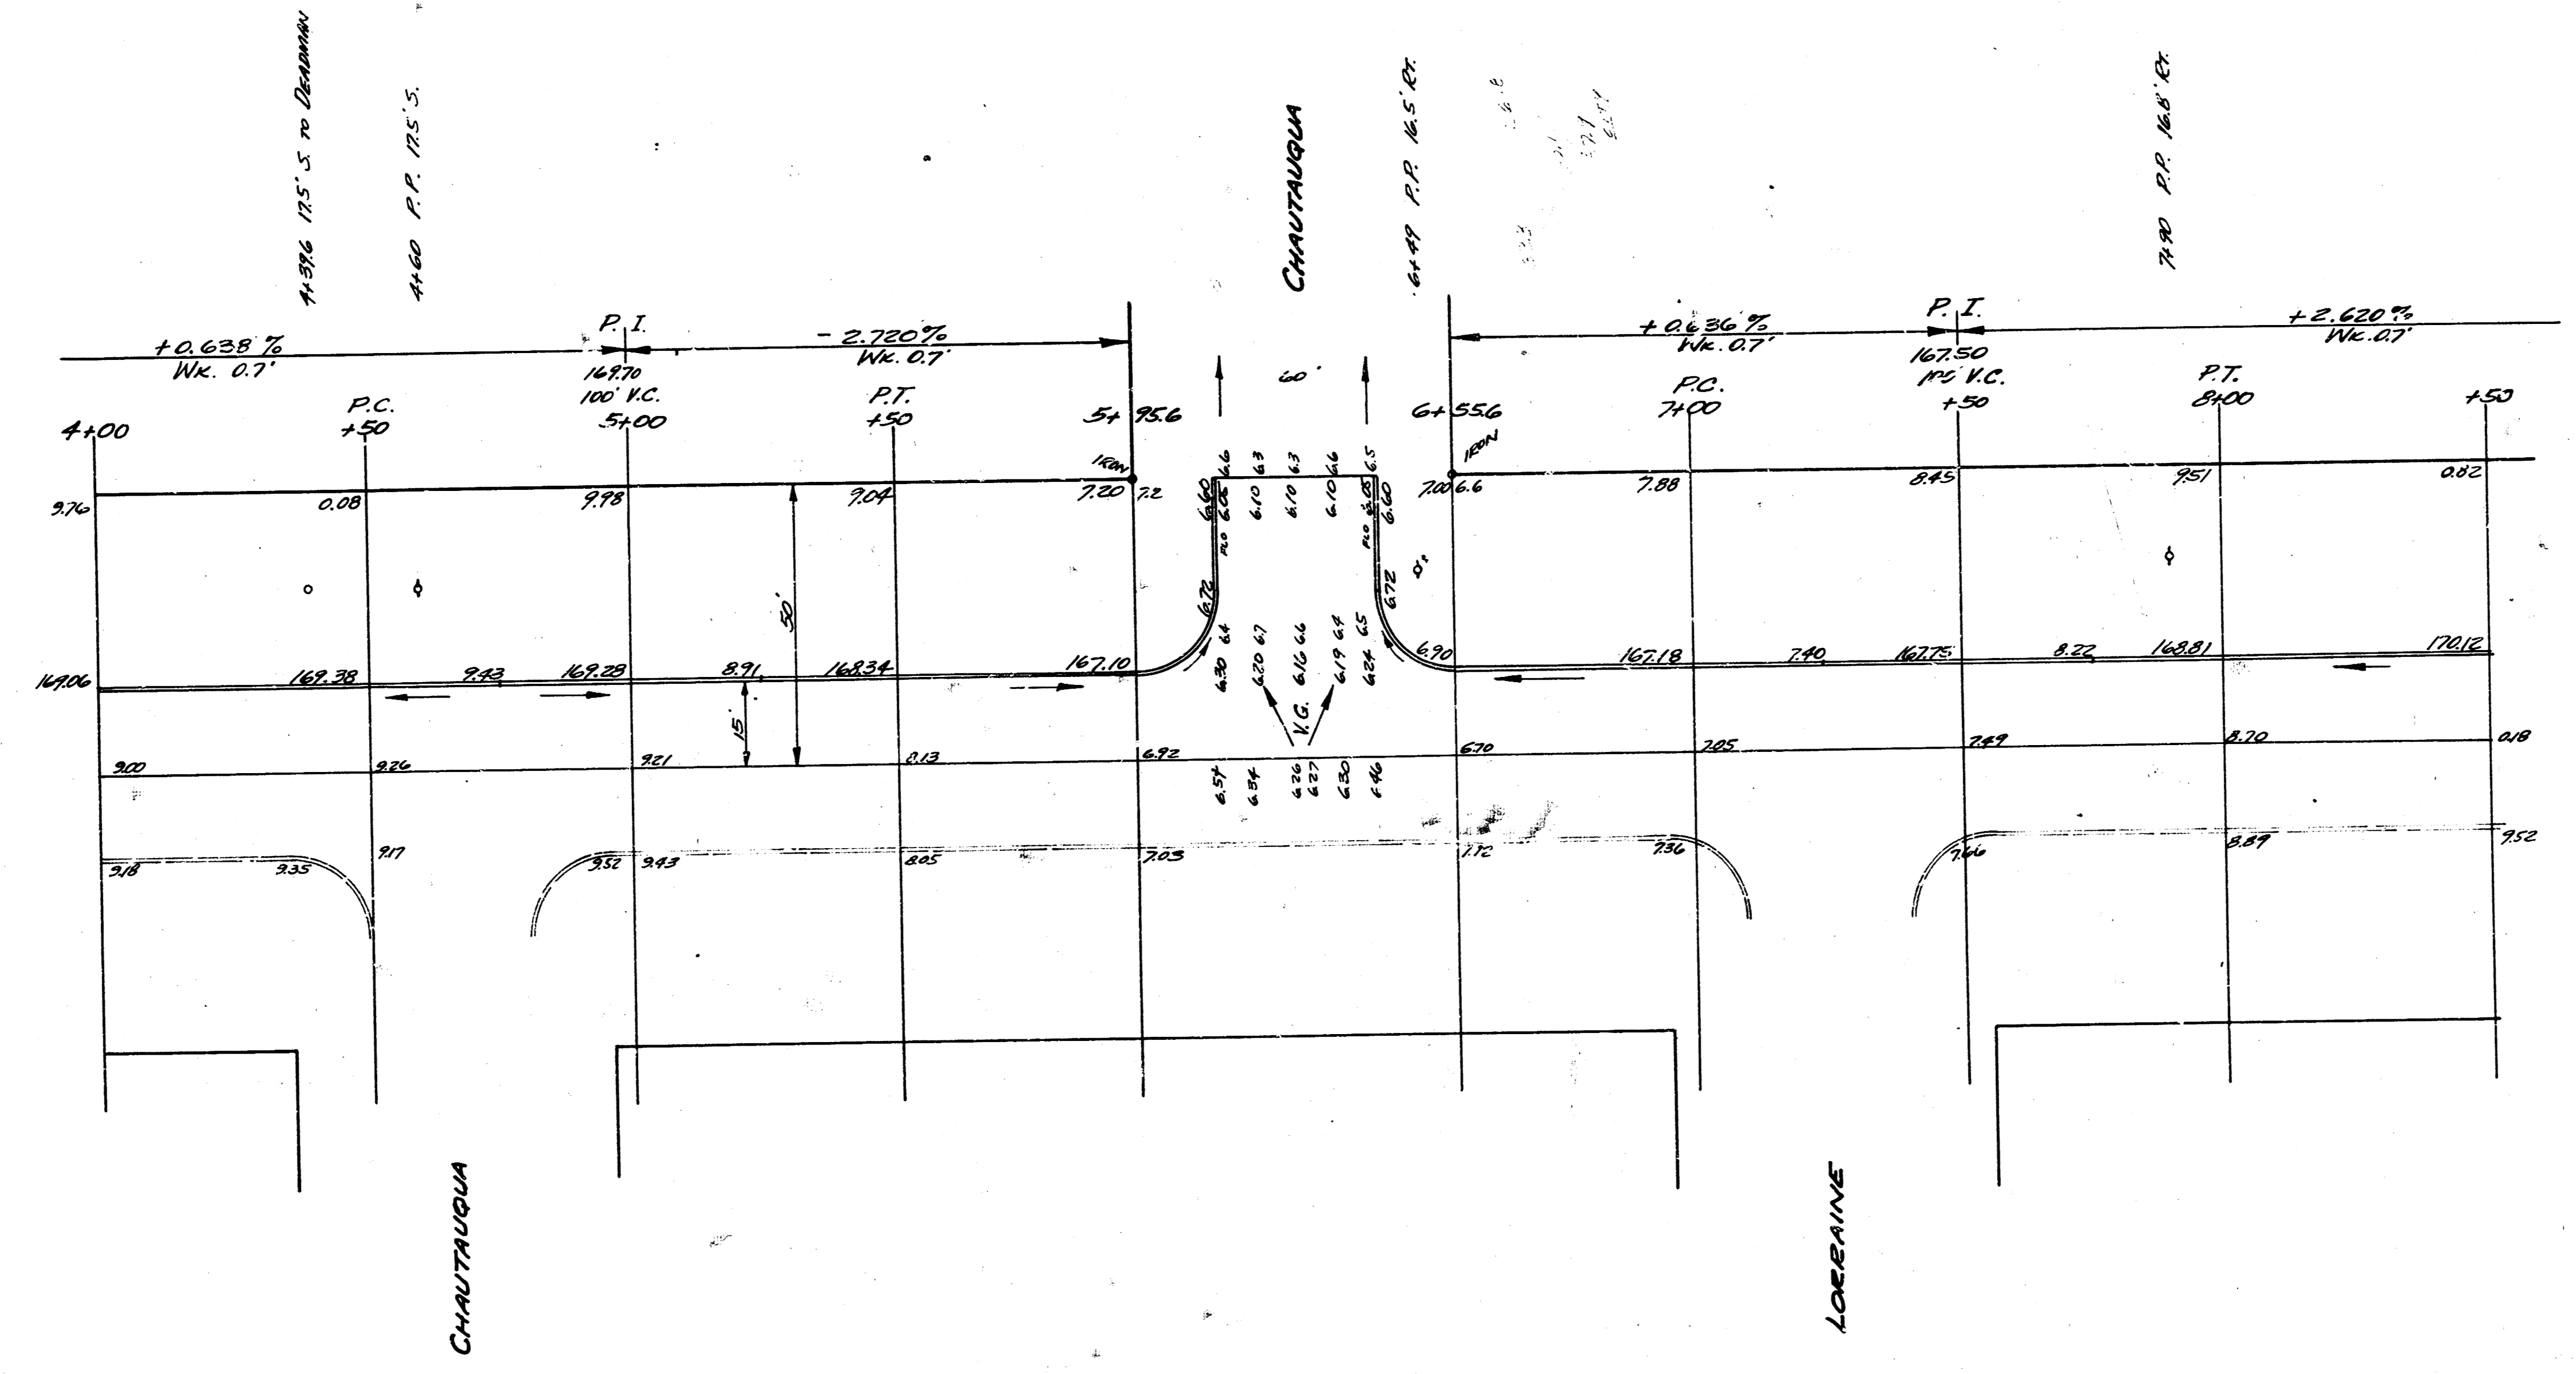 4+39.6 17.5' S. TO DEADMAN
4+60 P.P. 17.5' S.
CHAUTAUQUA
6+49 P.P. 16.5' RT.
7+90 P.P. 16.8' RT.
+0.638%
WK. 0.7'
P.I.
169.70
100' V.C.
- 2.720%
WK. 0.7'
60'
+0.636%
WK. 0.7'
P.I.
167.50
100' V.C.
+2.620%
WK. 0.7'
4+00
P.C.
+50
5+00
P.T.
+50
5+95.6
6+55.6
P.C.
7+00
+50
P.T.
8+00
+50
IRON
IRON
6.6 6.3 6.3 6.6 6.5
9.76 0.08 9.98 9.04 7.20 7.2
6.60 6.05 6.10 6.10 6.10 6.05 6.60
7.00 6.6 7.88 8.45 9.51 0.82
FLO FLO
50'
6.72 6.72
6.4 6.7 6.6 6.4 6.5
6.30 6.20 6.16 6.19 6.24
169.06 169.38 9.43 169.28 8.91 168.34 167.10
6.90 167.18 7.40 167.75 8.22 168.81 170.12
15'
V.G.
9.00 9.26 9.21 8.13 6.92 6.70 7.05 7.49 8.70 0.18
6.54 6.34 6.26 6.27 6.30 6.46
9.18 9.35 9.17 9.52 9.43 8.05 7.03 7.36 7.66 8.89 9.52
CHAUTAUQUA
LORRAINE